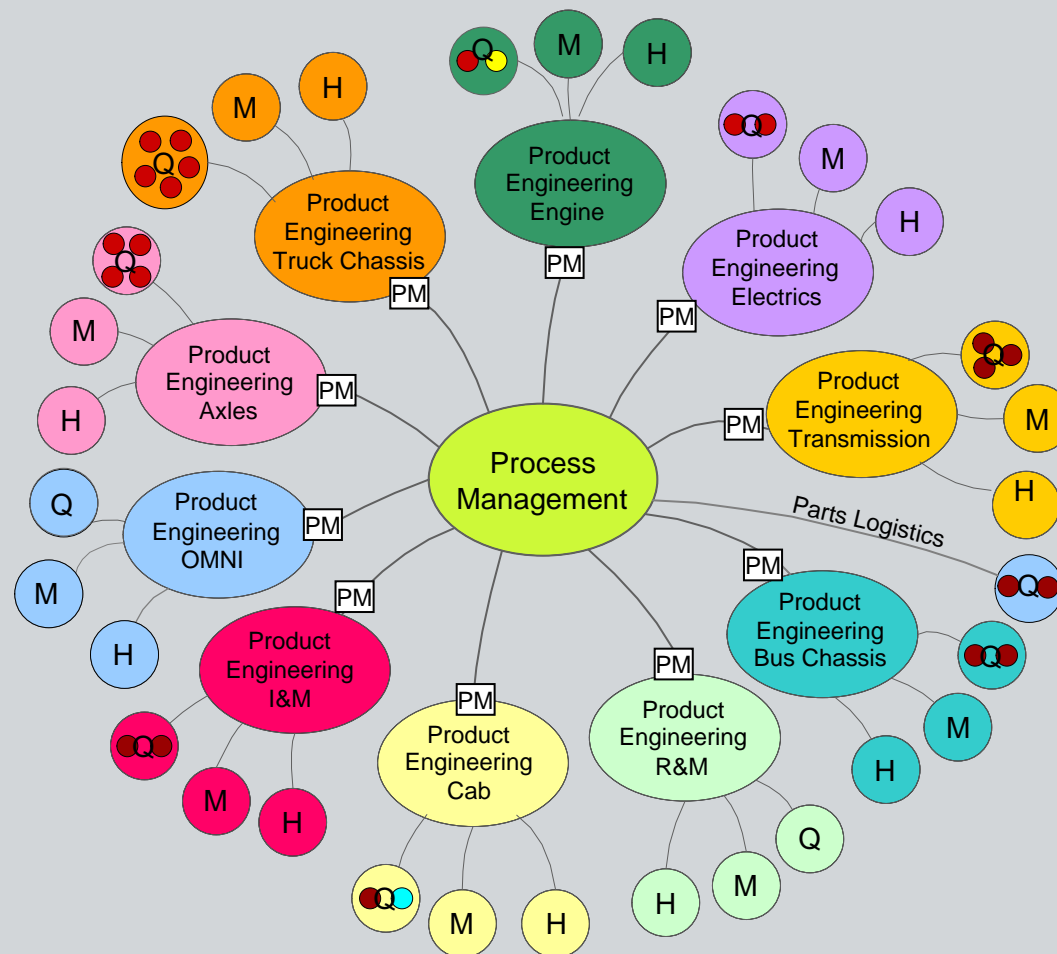 Q
M
H
Product
Engineering
Engine
PM
M
H
Q
Product
Engineering
Truck Chassis
PM
Q
M
H
Product
Engineering
Electrics
PM
Q
M
H
Product
Engineering
Axles
PM
Q
M
H
Product
Engineering
Transmission
PM
Process
Management
Q
M
H
Product
Engineering
OMNI
PM
Parts Logistics
Q
PM
Product
Engineering
Bus Chassis
Q
M
H
PM
Product
Engineering
I&M
Q
M
H
PM
Product
Engineering
Cab
Q
M
H
PM
Product
Engineering
R&M
Q
M
H